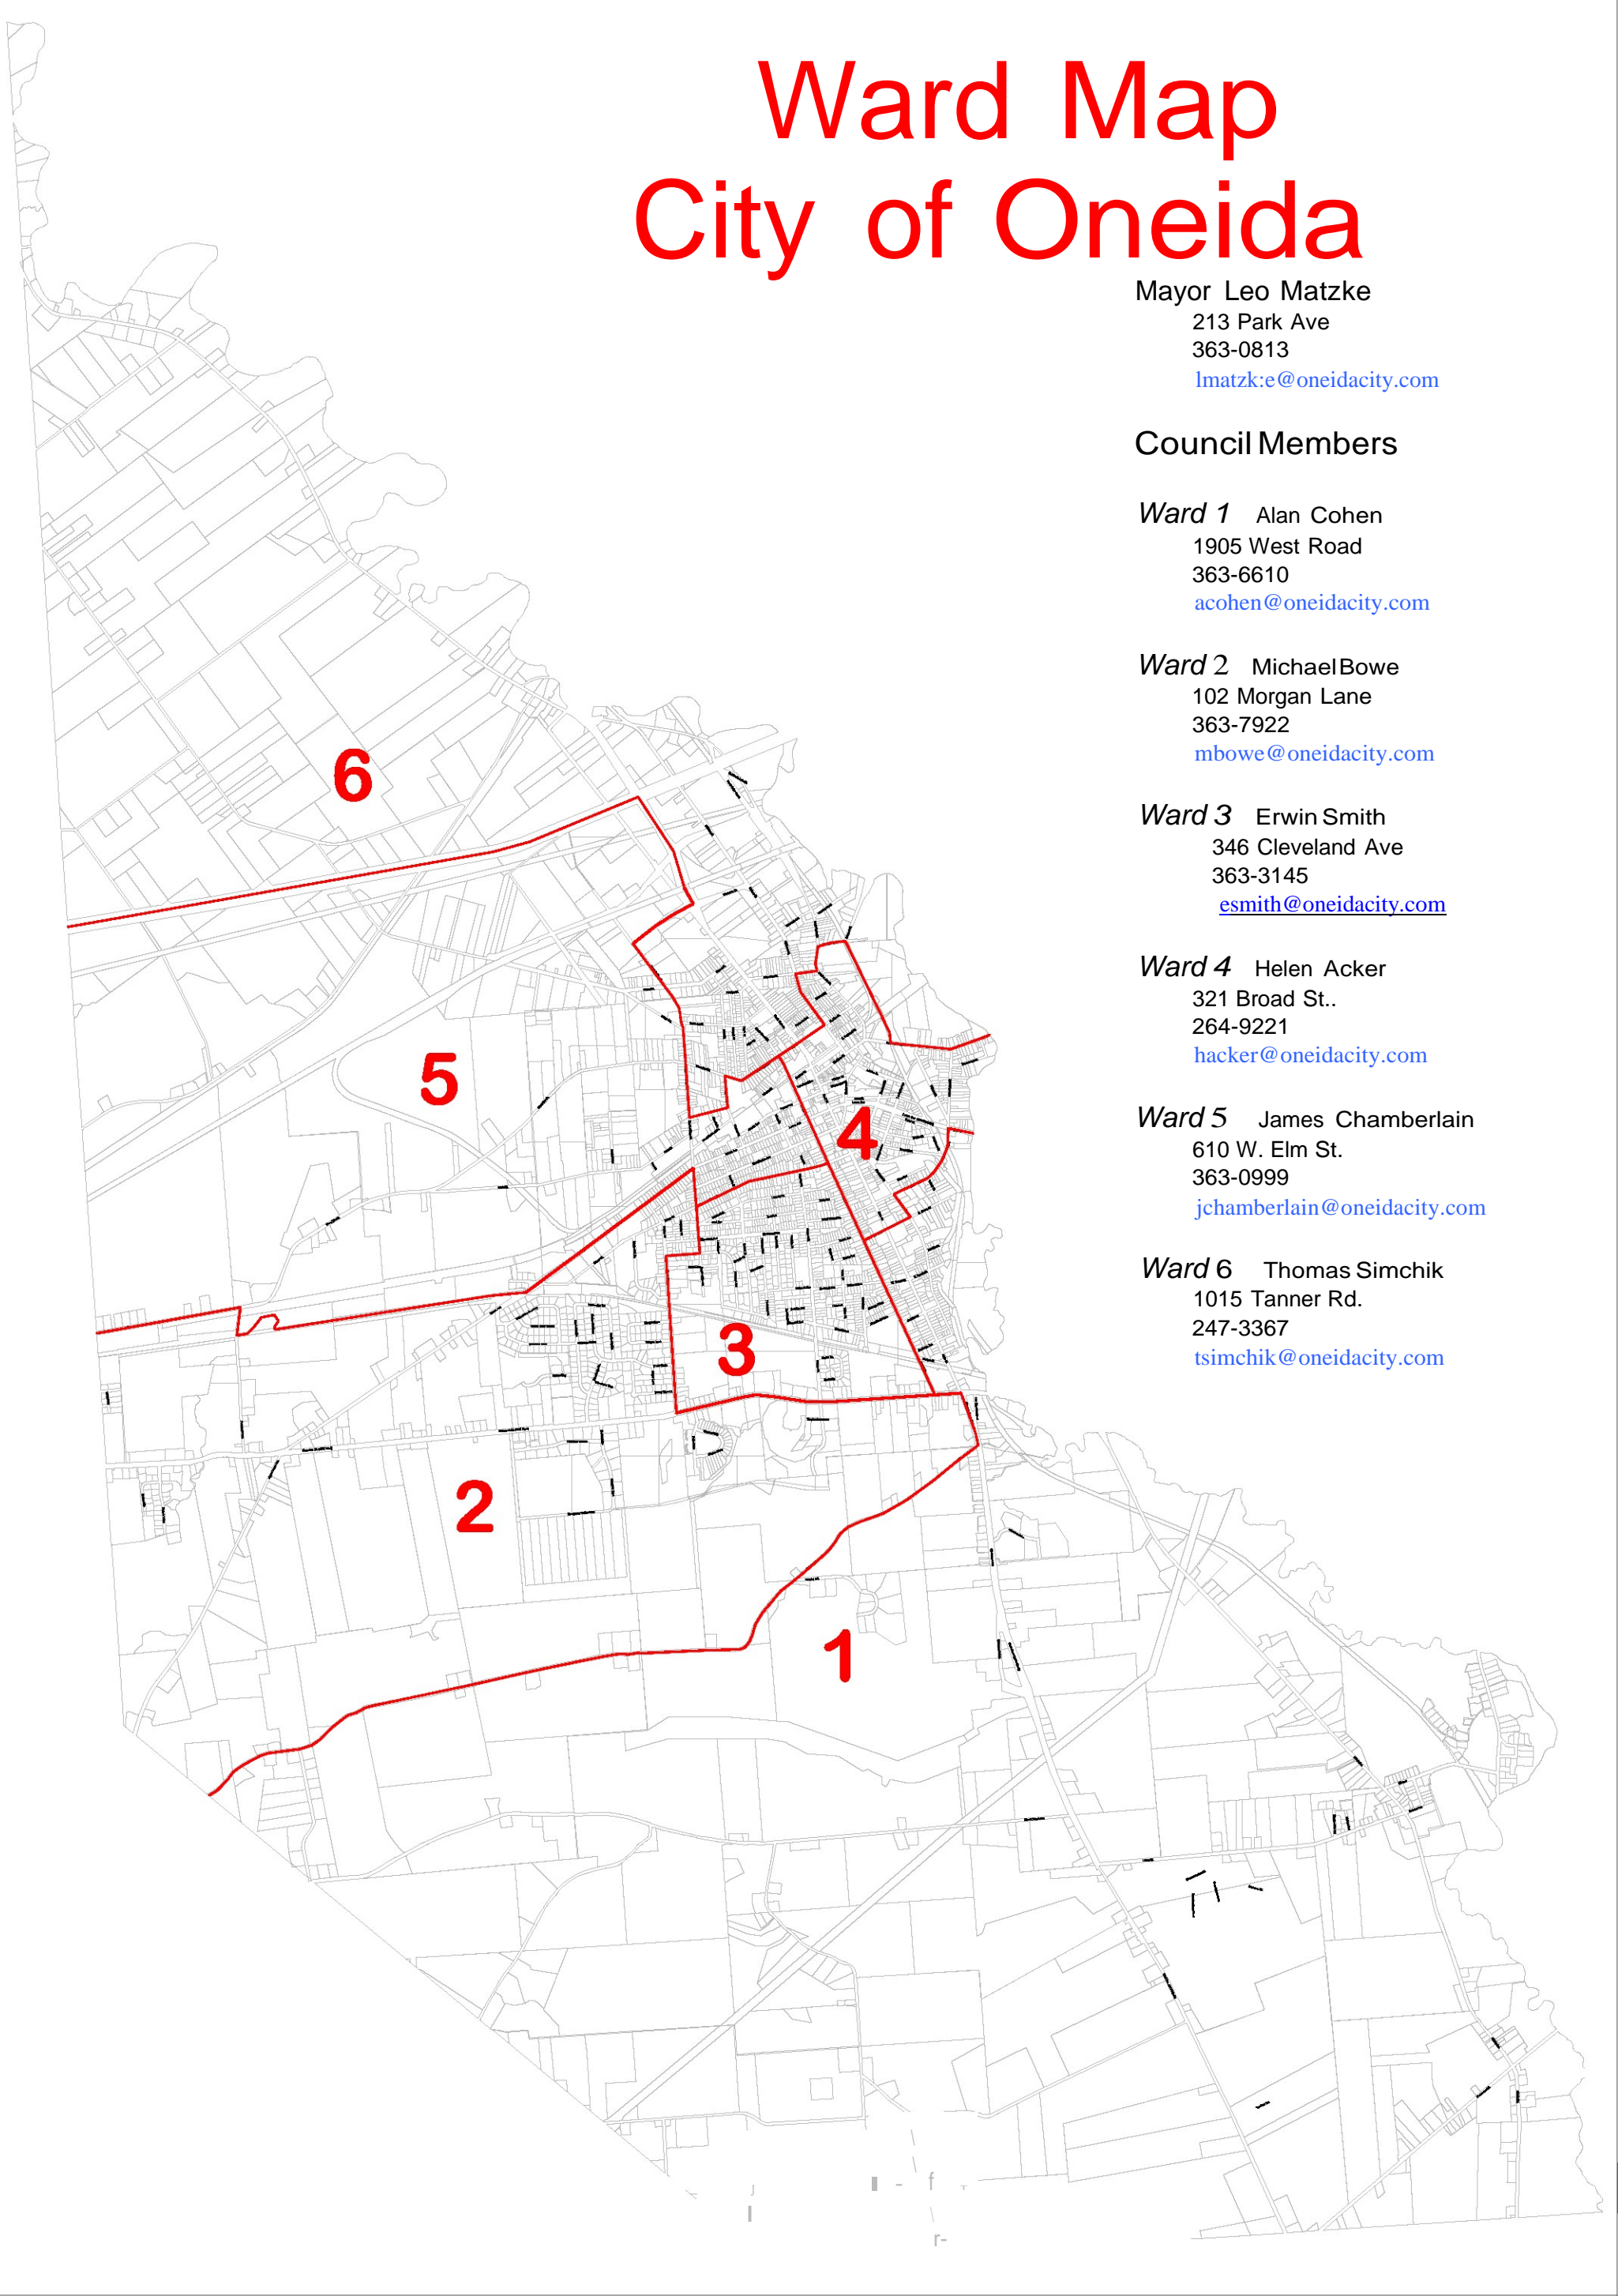 Ward Map
City of Oneida
Mayor Leo Matzke
213 Park Ave
363-0813
lmatzk:e@oneidacity.com
Council Members
Ward 1 Alan Cohen
1905 West Road
363-6610
acohen@oneidacity.com
Ward 2 Michael Bowe
102 Morgan Lane
363-7922
mbowe@oneidacity.com
Ward 3 Erwin Smith
346 Cleveland Ave
363-3145
esmith@oneidacity.com
Ward 4 Helen Acker
321 Broad St..
264-9221
hacker@oneidacity.com
Ward 5 James Chamberlain
610 W. Elm St.
363-0999
jchamberlain@oneidacity.com
Ward 6 Thomas Simchik
1015 Tanner Rd.
247-3367
tsimchik@oneidacity.com
6
5
4
3
2
1